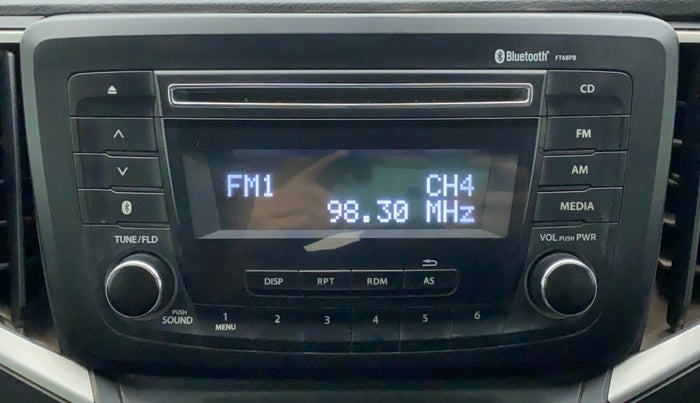 Bluetooth® FT68PB
CD
FM
AM
MEDIA
FM1 CH4
98.30 MHz
TUNE/FLD
VOL PUSH PWR
DISP RPT RDM AS
PUSH
SOUND
1 2 3 4 5 6
MENU